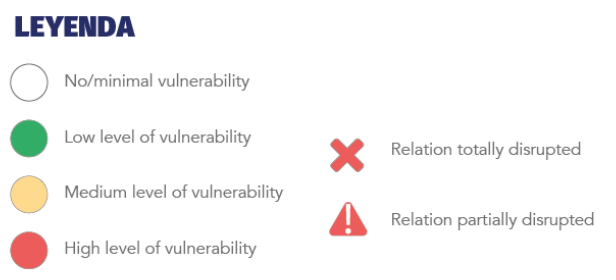 LEYENDA
No/minimal vulnerability
Low level of vulnerability
Medium level of vulnerability
High level of vulnerability
Relation totally disrupted
Relation partially disrupted